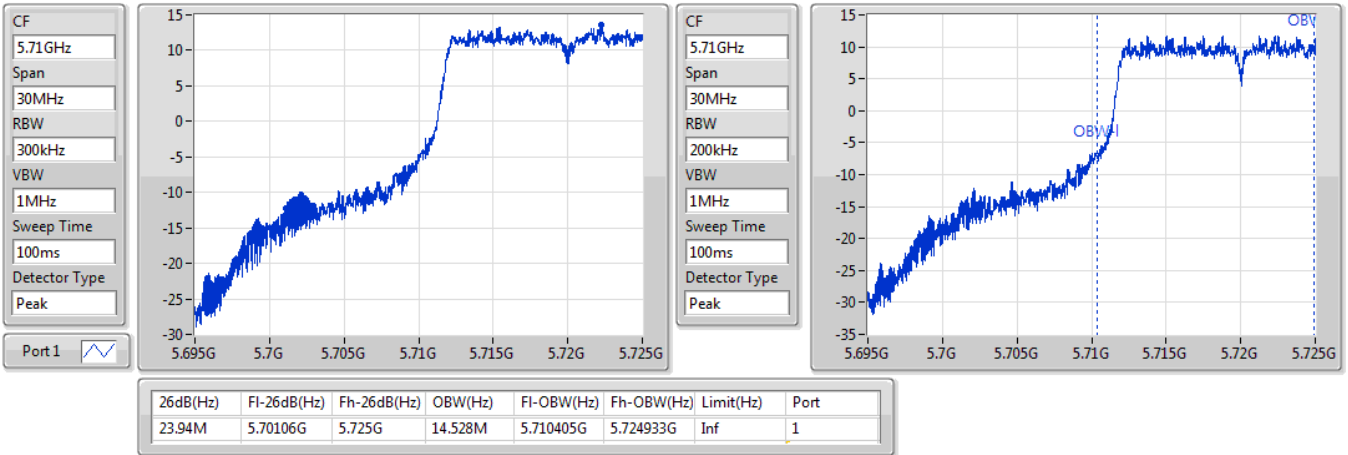 CF
5.71GHz
Span
30MHz
RBW
300kHz
VBW
1MHz
Sweep Time
100ms
Detector Type
Peak
Port 1
15
10
5
0
-5
-10
-15
-20
-25
-30
5.695G 5.7G 5.705G 5.71G 5.715G 5.72G 5.725G
CF
5.71GHz
Span
30MHz
RBW
200kHz
VBW
1MHz
Sweep Time
100ms
Detector Type
Peak
15
10
5
0
-5
-10
-15
-20
-25
-30
-35
OBW-l
5.695G 5.7G 5.705G 5.71G 5.715G 5.72G 5.725G
26dB(Hz) Fl-26dB(Hz) Fh-26dB(Hz) OBW(Hz) Fl-OBW(Hz) Fh-OBW(Hz) Limit(Hz) Port
23.94M 5.70106G 5.725G 14.528M 5.710405G 5.724933G Inf 1